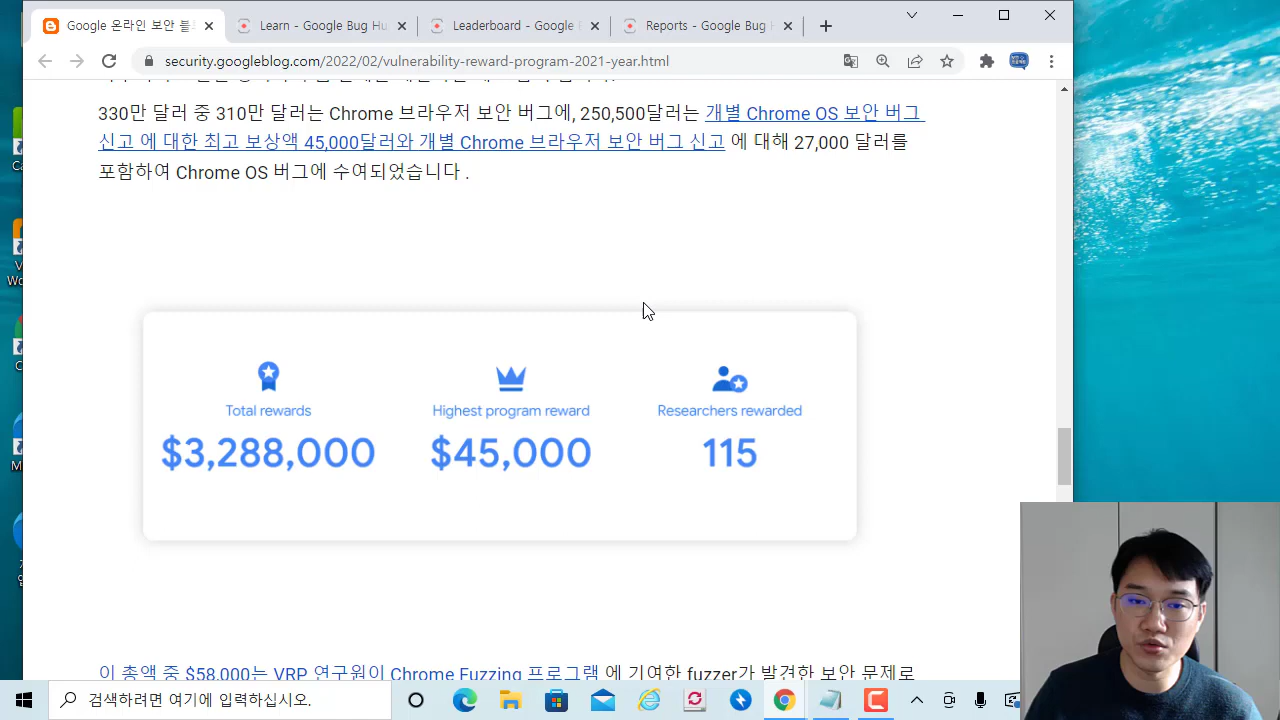 Google 온라인 보안 블
Learn - Google Bug Hu
Leaderboard - Google
Reports - Google Bug H
security.googleblog.com/2022/02/vulnerability-reward-program-2021-year.html
330만 달러 중 310만 달러는 Chrome 브라우저 보안 버그에, 250,500달러는 개별 Chrome OS 보안 버그
신고 에 대한 최고 보상액 45,000달러와 개별 Chrome 브라우저 보안 버그 신고 에 대해 27,000 달러를
포함하여 Chrome OS 버그에 수여되었습니다 .
Total rewards
$3,288,000
Highest program reward
$45,000
Researchers rewarded
115
이 총액 중 $58,000는 VRP 연구원이 Chrome Fuzzing 프로그램 에 기여한 fuzzer가 발견한 보안 문제로
검색하려면 여기에 입력하십시오.